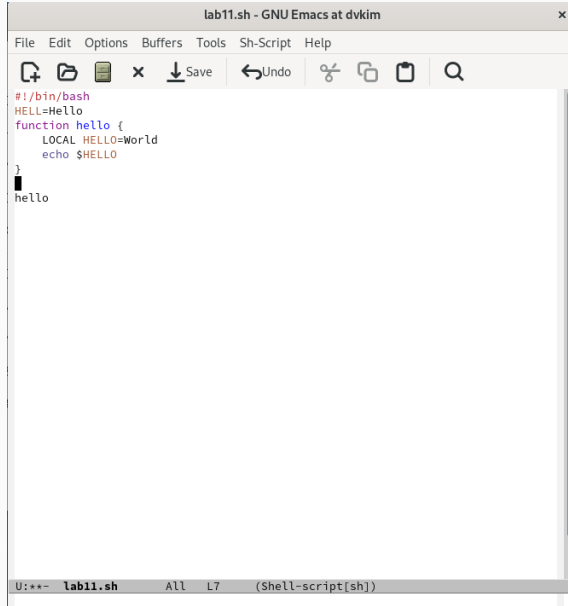 lab11.sh - GNU Emacs at dvkim ×
File Edit Options Buffers Tools Sh-Script Help
Save Undo
#!/bin/bash
HELL=Hello
function hello {
    LOCAL HELLO=World
    echo $HELLO
}
hello
U:**- lab11.sh All L7 (Shell-script[sh])